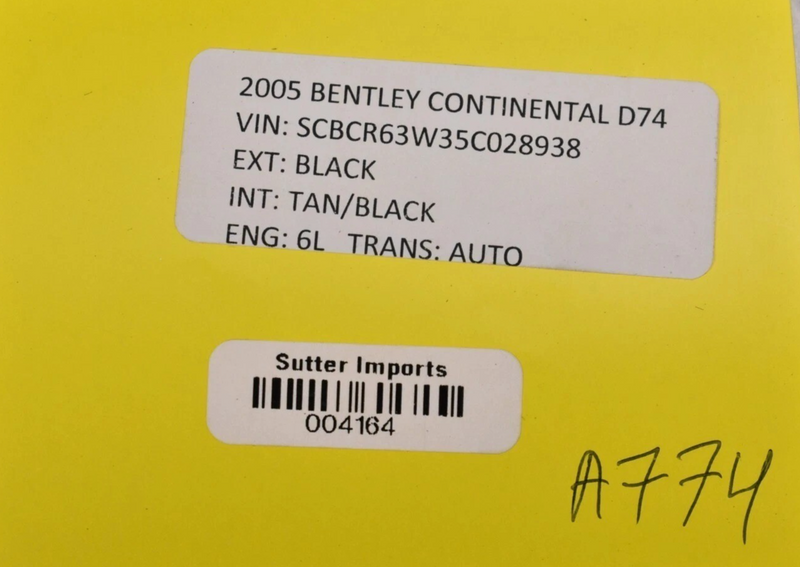 2005 BENTLEY CONTINENTAL D74
VIN: SCBCR63W35C028938
EXT: BLACK
INT: TAN/BLACK
ENG: 6L TRANS: AUTO
Sutter Imports
004164
A774